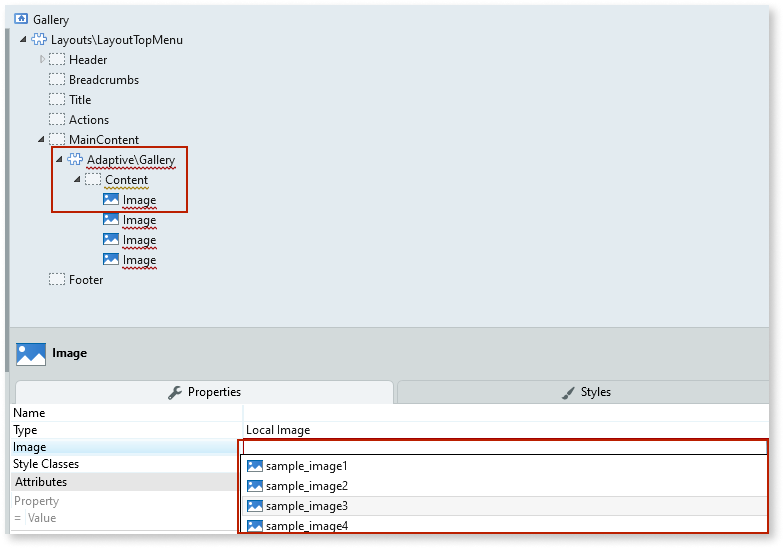 Gallery
Layouts\LayoutTopMenu
Header
Breadcrumbs
Title
Actions
MainContent
Adaptive\Gallery
Content
Image
Image
Image
Image
Footer
Image
Properties
Styles
Name
Type Local Image
Image
Style Classes sample_image1
Attributes sample_image2
Property sample_image3
= Value sample_image4